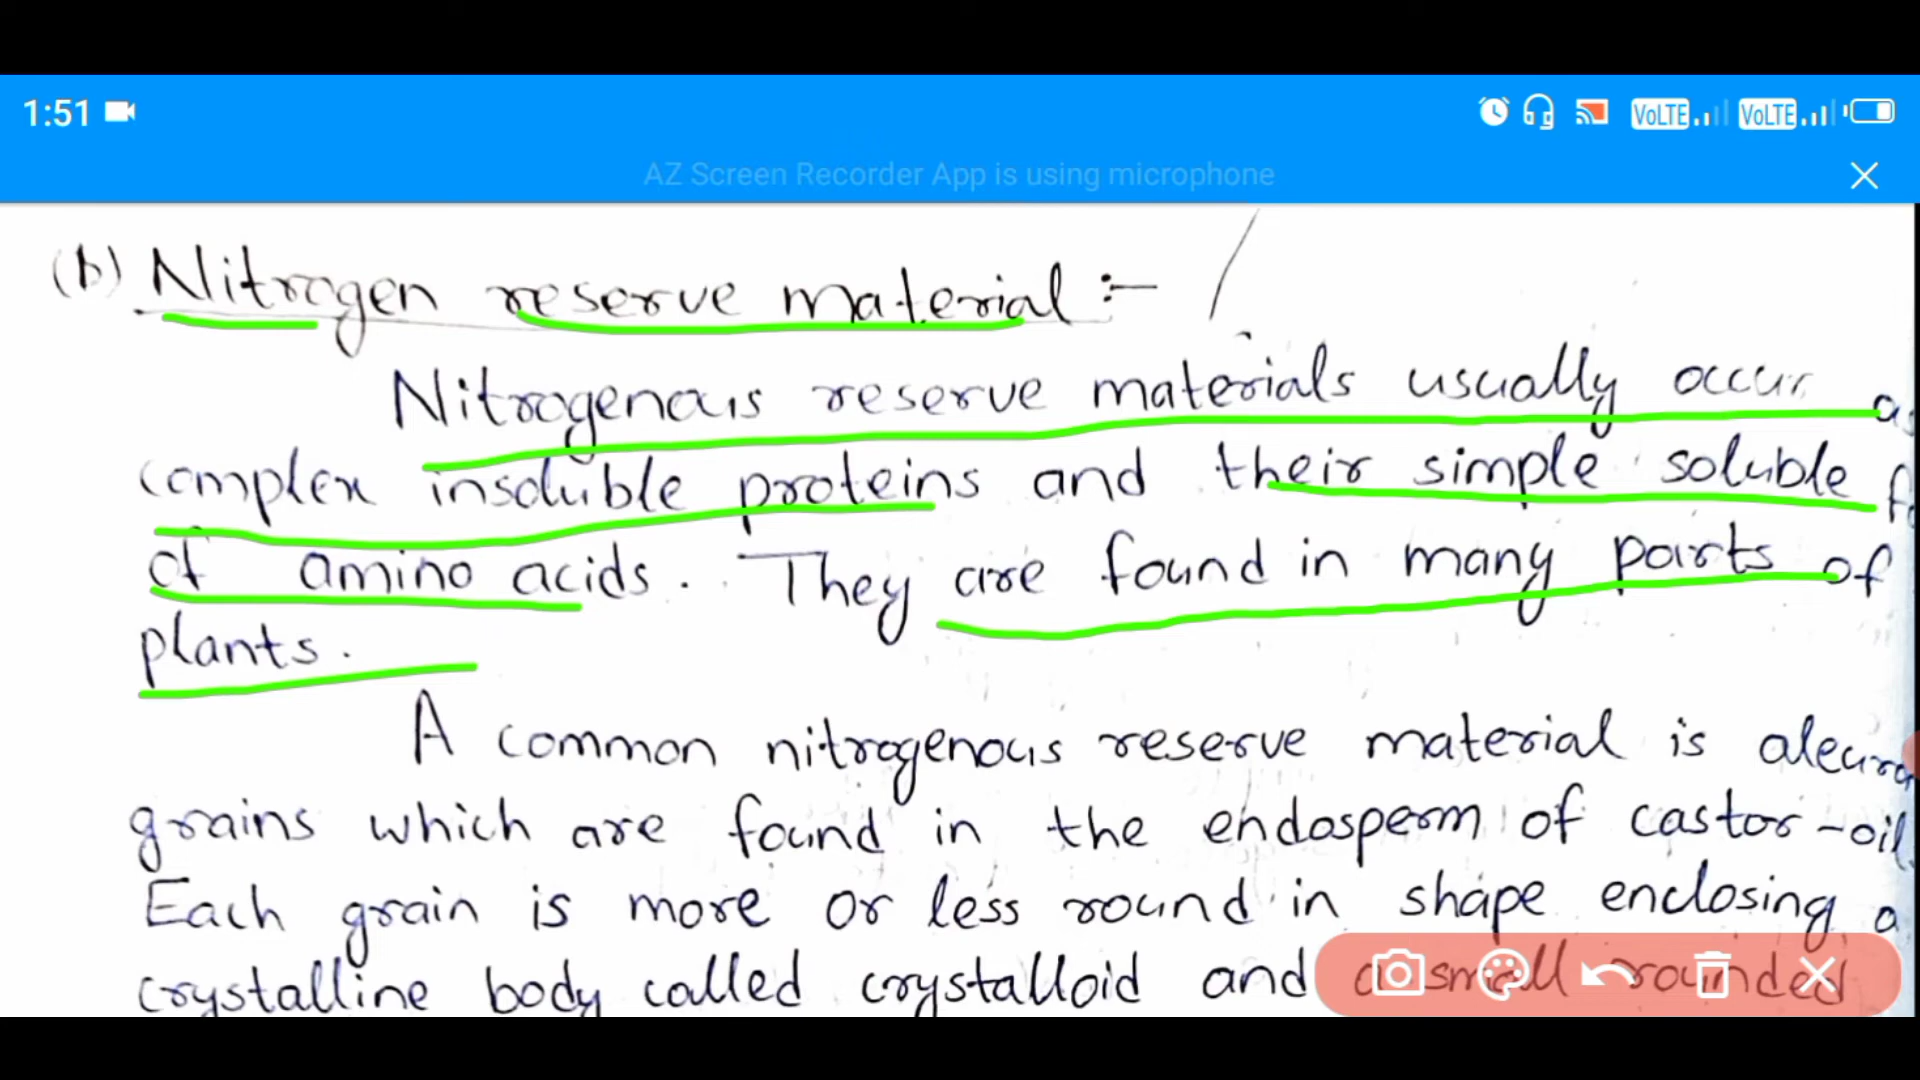 1:51
VoLTE VoLTE
AZ Screen Recorder App is using microphone
(b) Nitrogen reserve material :-
Nitrogenous reserve materials usually occur as
complex insoluble proteins and their simple soluble
of amino acids. They are found in many parts of
plants.
A common nitrogenous reserve material is
grains which are found in the endosperm of castor-oil
Each grain is more or less round in shape enclosing a
crystalline body called crystalloid and a small rounded